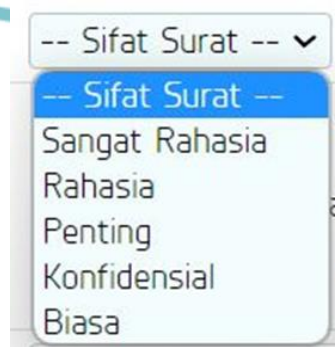 -- Sifat Surat --
-- Sifat Surat --
Sangat Rahasia
Rahasia
Penting
Konfidensial
Biasa